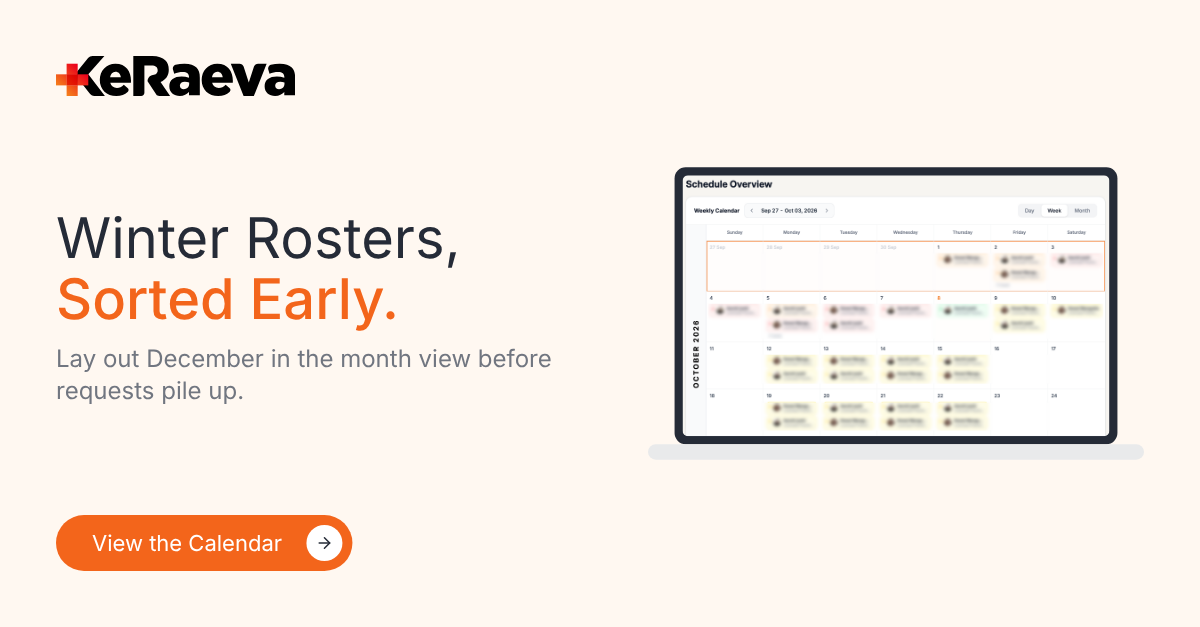 KeRaeva
Winter Rosters,
Sorted Early.
Lay out December in the month view before
requests pile up.
View the Calendar
Schedule Overview
Weekly Calendar
Sep 27 – Oct 03, 2026
Day Week Month
Sunday Monday Tuesday Wednesday Thursday Friday Saturday
27 Sep 28 Sep 29 Sep 30 Sep 1 2 3
4 5 6 7 8 9 10
OCTOBER 2026
11 12 13 14 15 16 17
18 19 20 21 22 23 24